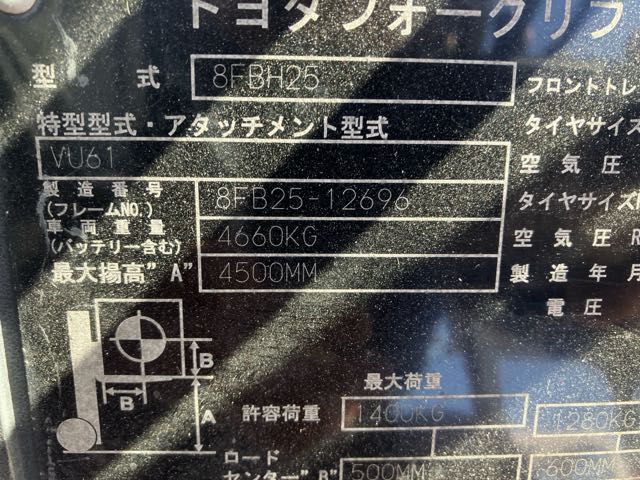 トヨタフォークリフ
型 式 8FBH25 フロントトレ
特型型式・アタッチメント型式 タイヤサイズ
VU61 空気圧
製造番号 8FB25-12696 タイヤサイズ
(フレームNO.)
車両重量 4660KG 空気圧R
(バッテリー含む)
最大揚高"A" 4500MM 製造年月
電圧
B
B
A
最大荷重
許容荷重 1400KG 1280KG
ロード
センター"B" 500MM 600MM